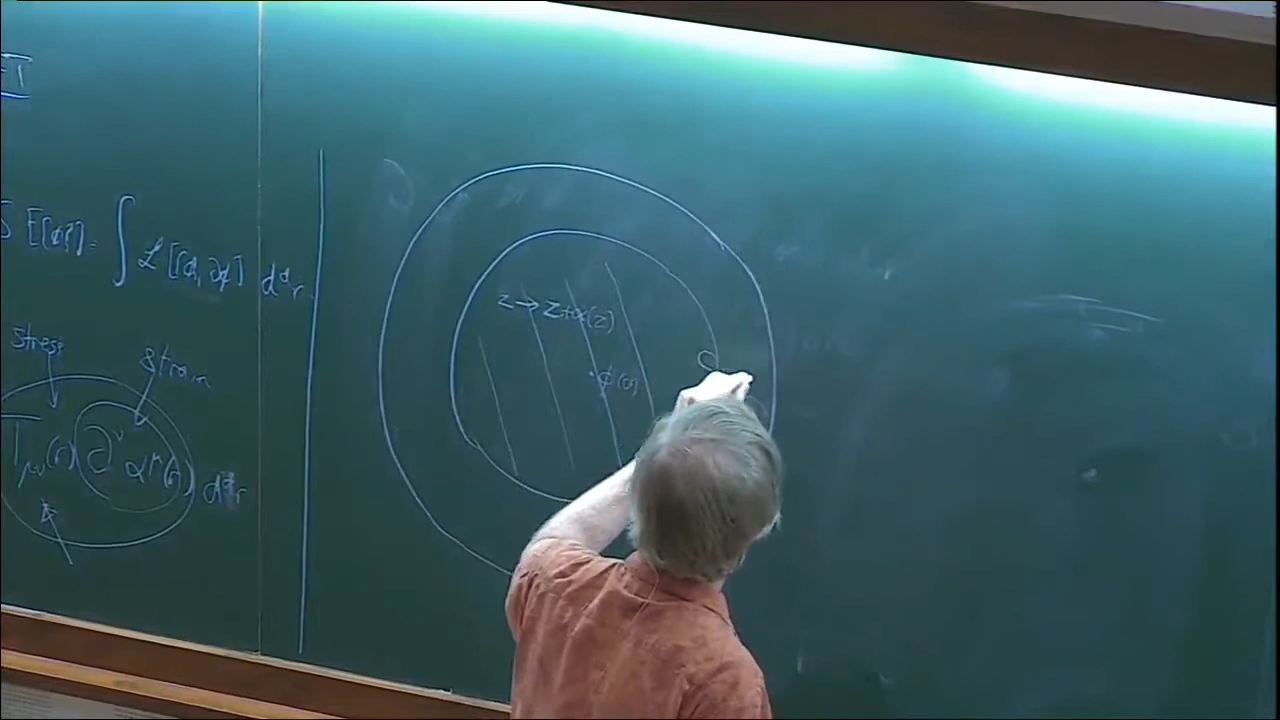 E[{ϕ}] = ∫ ℒ[ϕ, ∂ϕ] dᵈr
stress
strain
T_μν(r) ∂^ν α^μ(r) dᵈr
z → z + α(z)
· ϕ(0)
C